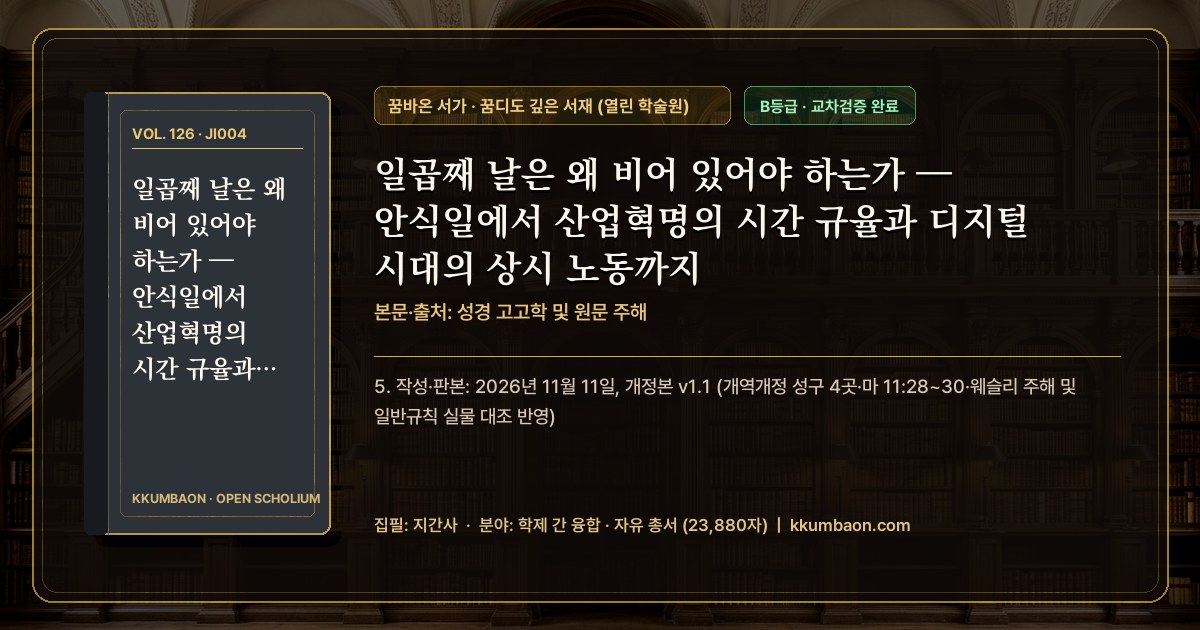 VOL. 126 · JI004
일곱째 날은 왜
비어 있어야
하는가 —
안식일에서
산업혁명의
시간 규율과…
KKUMBAON · OPEN SCHOLIUM
꿈바온 서가 · 꿈디도 깊은 서재 (열린 학술원)
B등급 · 교차검증 완료
일곱째 날은 왜 비어 있어야 하는가 —
안식일에서 산업혁명의 시간 규율과 디지털
시대의 상시 노동까지
본문·출처: 성경 고고학 및 원문 주해
5. 작성·판본: 2026년 11월 11일, 개정본 v1.1 (개역개정 성구 4곳·마 11:28~30·웨슬리 주해 및
일반규칙 실물 대조 반영)
집필: 지간사 · 분야: 학제 간 융합 · 자유 총서 (23,880자) | kkumbaon.com